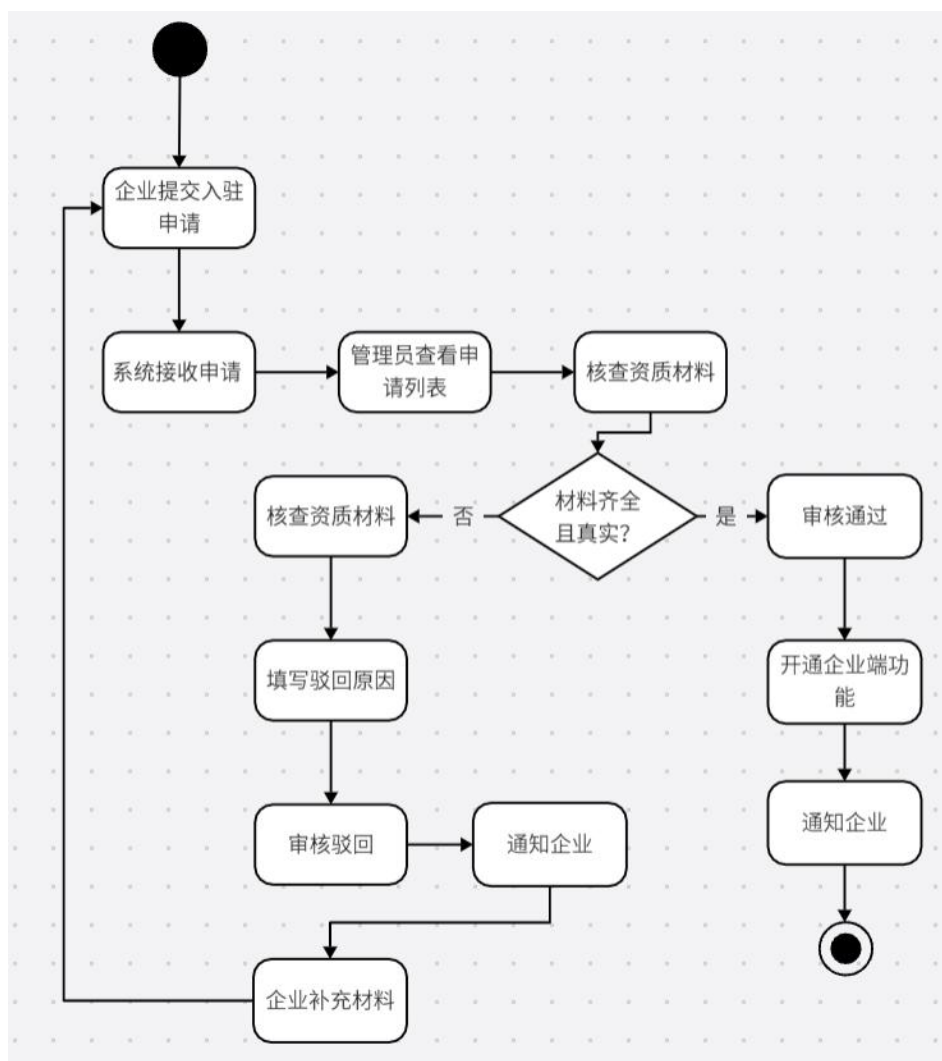 企业提交入驻
申请
系统接收申请
管理员查看申
请列表
核查资质材料
材料齐全
且真实？
否
是
核查资质材料
审核通过
填写驳回原因
开通企业端功
能
审核驳回
通知企业
通知企业
企业补充材料